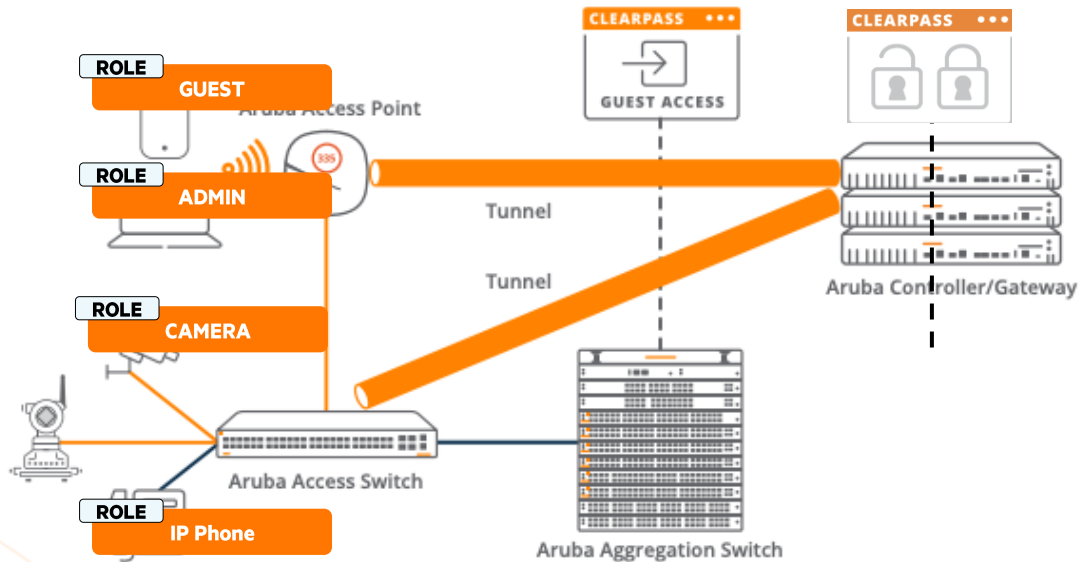 CLEARPASS
GUEST ACCESS
CLEARPASS
ROLE
GUEST
Aruba Access Point
335
ROLE
ADMIN
Tunnel
Tunnel
Aruba Controller/Gateway
ROLE
CAMERA
Aruba Access Switch
ROLE
IP Phone
Aruba Aggregation Switch